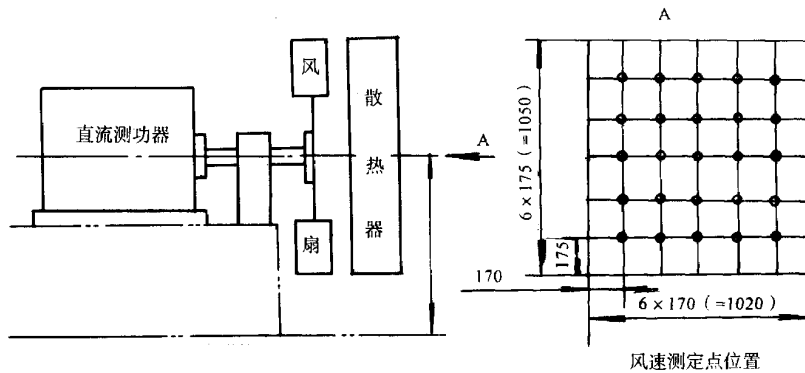 直流测功器
风
扇
散
热
器
A
A
6×175（=1050）
175
170
6×170（=1020）
风速测定点位置